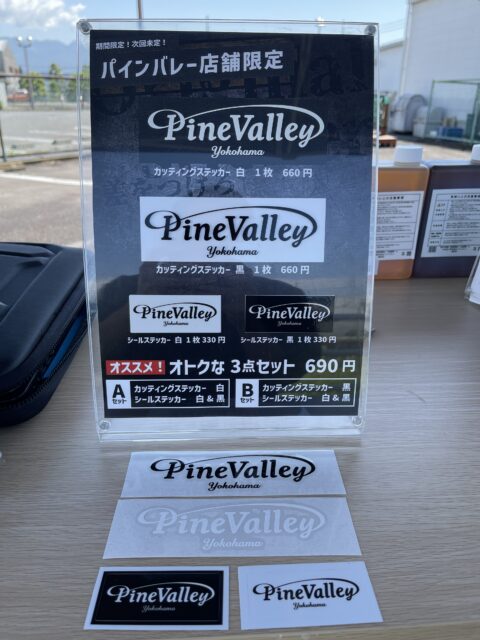 期間限定！次回未定！
パインバレー店舗限定
PineValley
Yokohama
カッティングステッカー 白 1枚 660円
PineValley
Yokohama
カッティングステッカー 黒 1枚 660円
PineValley
Yokohama
シールステッカー 白 1枚330円
PineValley
Yokohama
シールステッカー 黒 1枚330円
オススメ！ オトクな 3点セット 690円
A セット
カッティングステッカー 白
シールステッカー 白 & 黒
B セット
カッティングステッカー 黒
シールステッカー 白 & 黒
PineValley
Yokohama
PineValley
Yokohama
PineValley
Yokohama
PineValley
Yokohama